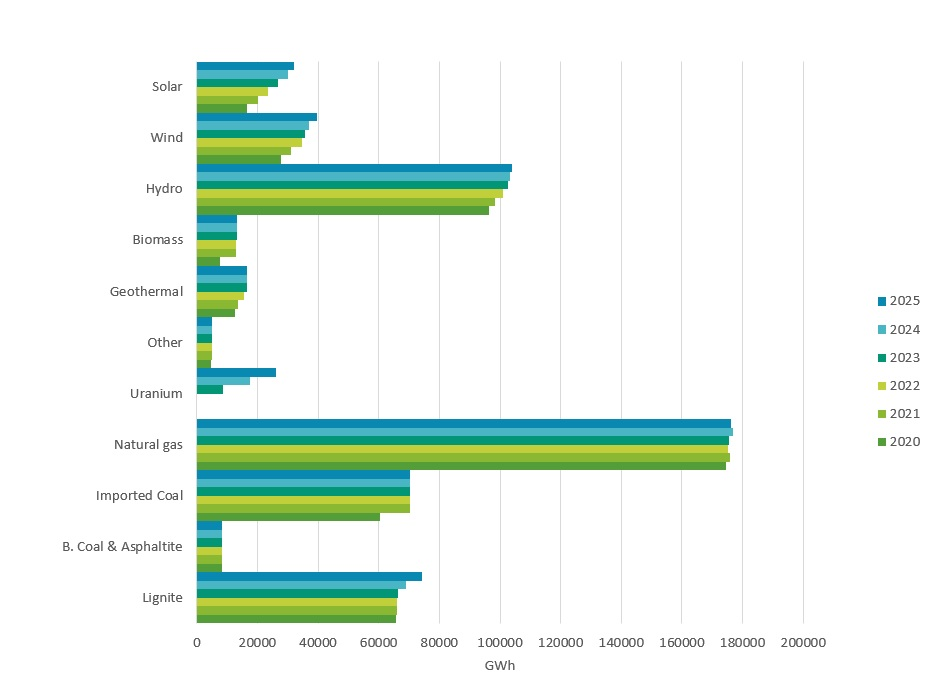 Solar
Wind
Hydro
Biomass
Geothermal
Other
Uranium
Natural gas
Imported Coal
B. Coal & Asphaltite
Lignite
0 20000 40000 60000 80000 100000 120000 140000 160000 180000 200000
GWh
2025
2024
2023
2022
2021
2020